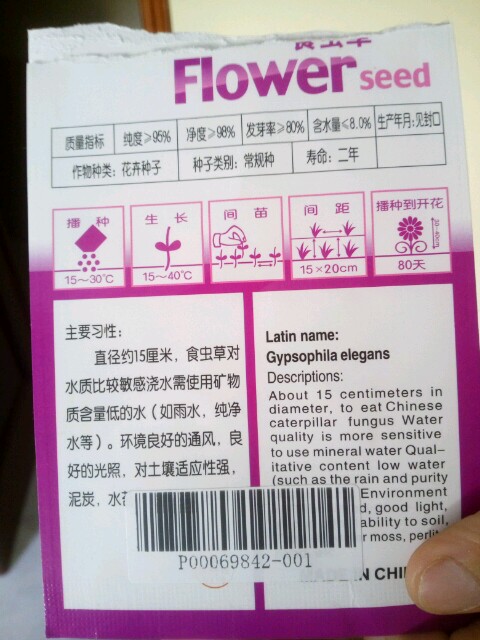 食虫草
Flower seed
质量指标 纯度≥95% 净度≥98% 发芽率≥80% 含水量≤8.0% 生产年月:见封口
作物种类: 花卉种子 种子类别: 常规种 寿命: 二年
播种 生长 间苗 间距 播种到开花
15～30℃ 15～40℃ 15×20cm 80天
主要习性:
直径约15厘米，食虫草对
水质比较敏感浇水需使用矿物
质含量低的水（如雨水，纯净
水等）。环境良好的通风，良
好的光照，对土壤适应性强，
泥炭，水
Latin name:
Gypsophila elegans
Descriptions:
About 15 centimeters in
diameter, to eat Chinese
caterpillar fungus Water
quality is more sensitive
to use mineral water Qual-
itative content low water
(such as the rain and purity
Environment
d, good light,
ability to soil,
r moss, perlit
P00069842-001
IN CHI